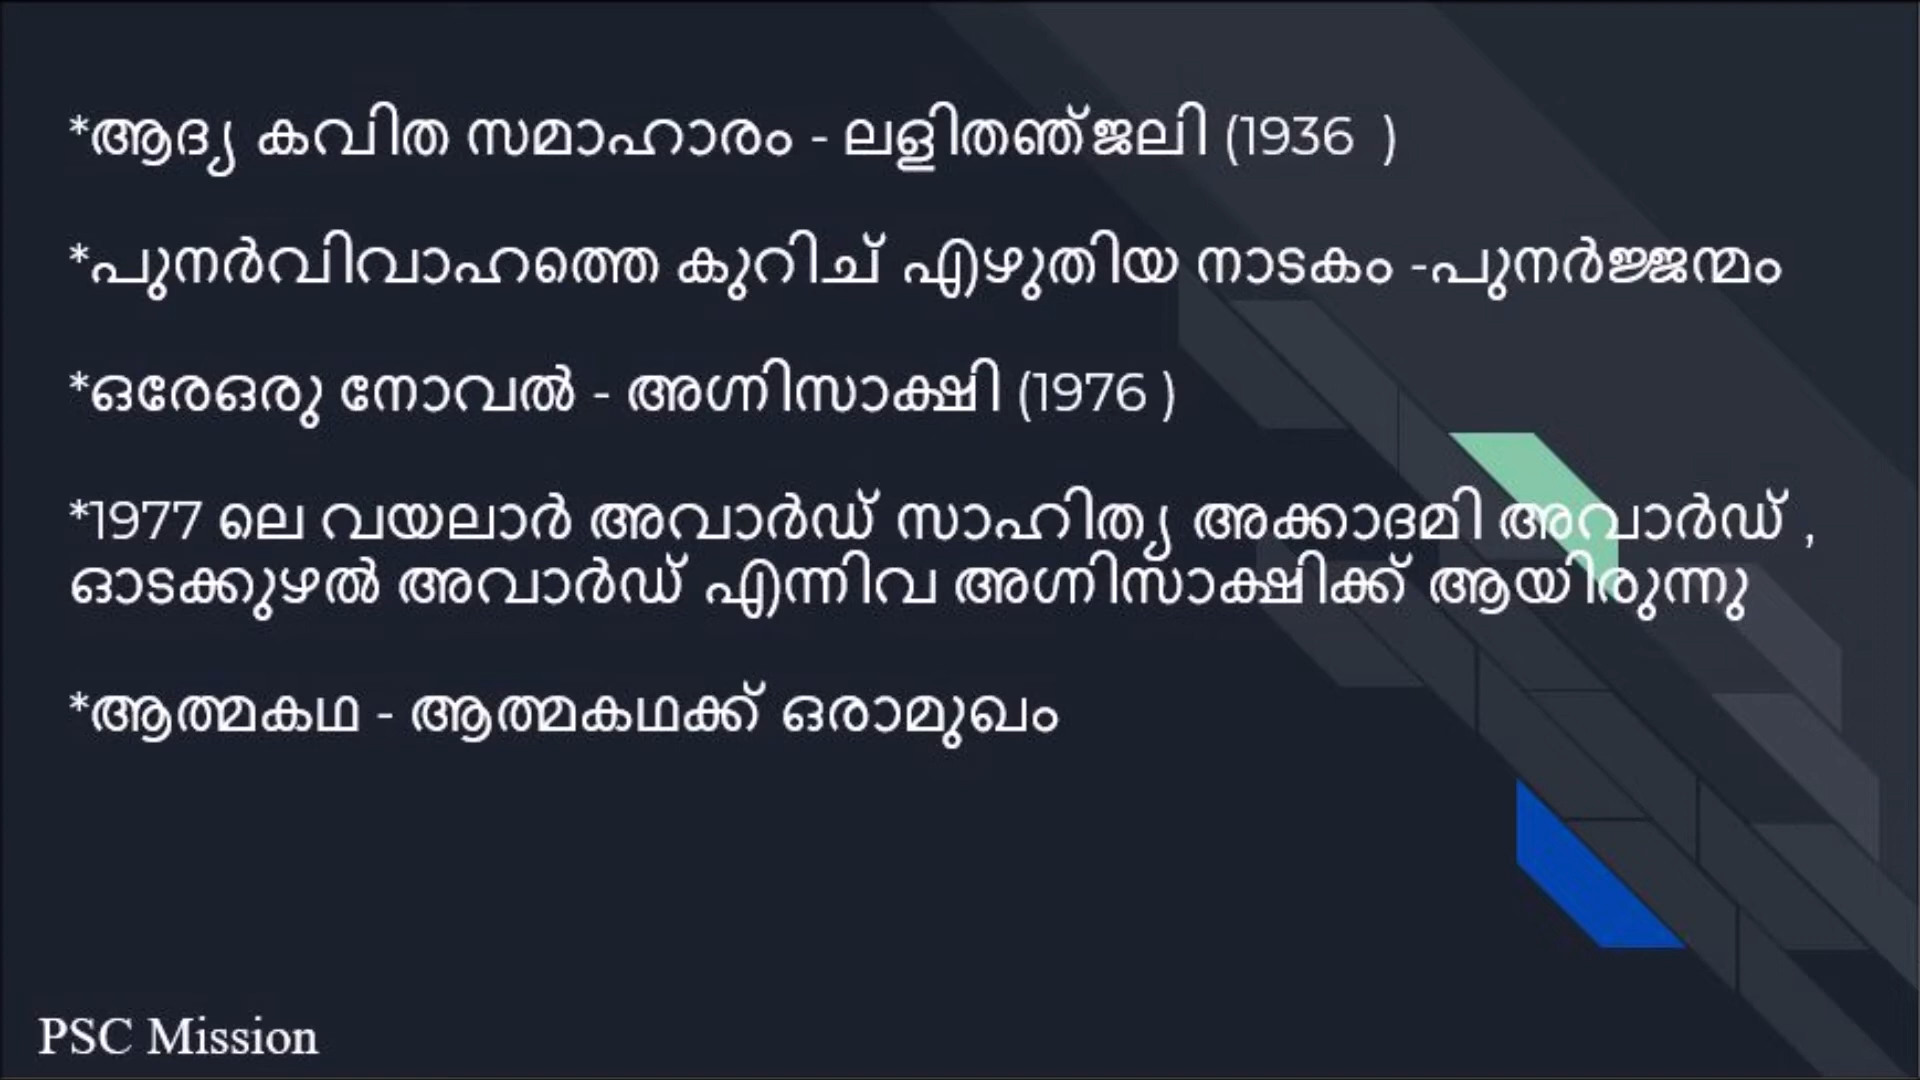 *ആദ്യ കവിത സമാഹാരം - ലളിതഞ്ജലി (1936 )
*പുനർവിവാഹത്തെ കുറിച് എഴുതിയ നാടകം -പുനർജ്ജന്മം
*ഒരേഒരു നോവൽ - അഗ്നിസാക്ഷി (1976 )
*1977 ലെ വയലാർ അവാർഡ് സാഹിത്യ അക്കാദമി അവാർഡ് ,
ഓടക്കുഴൽ അവാർഡ് എന്നിവ അഗ്നിസാക്ഷിക്ക് ആയിരുന്നു
*ആത്മകഥ - ആത്മകഥക്ക് ഒരാമുഖം
PSC Mission